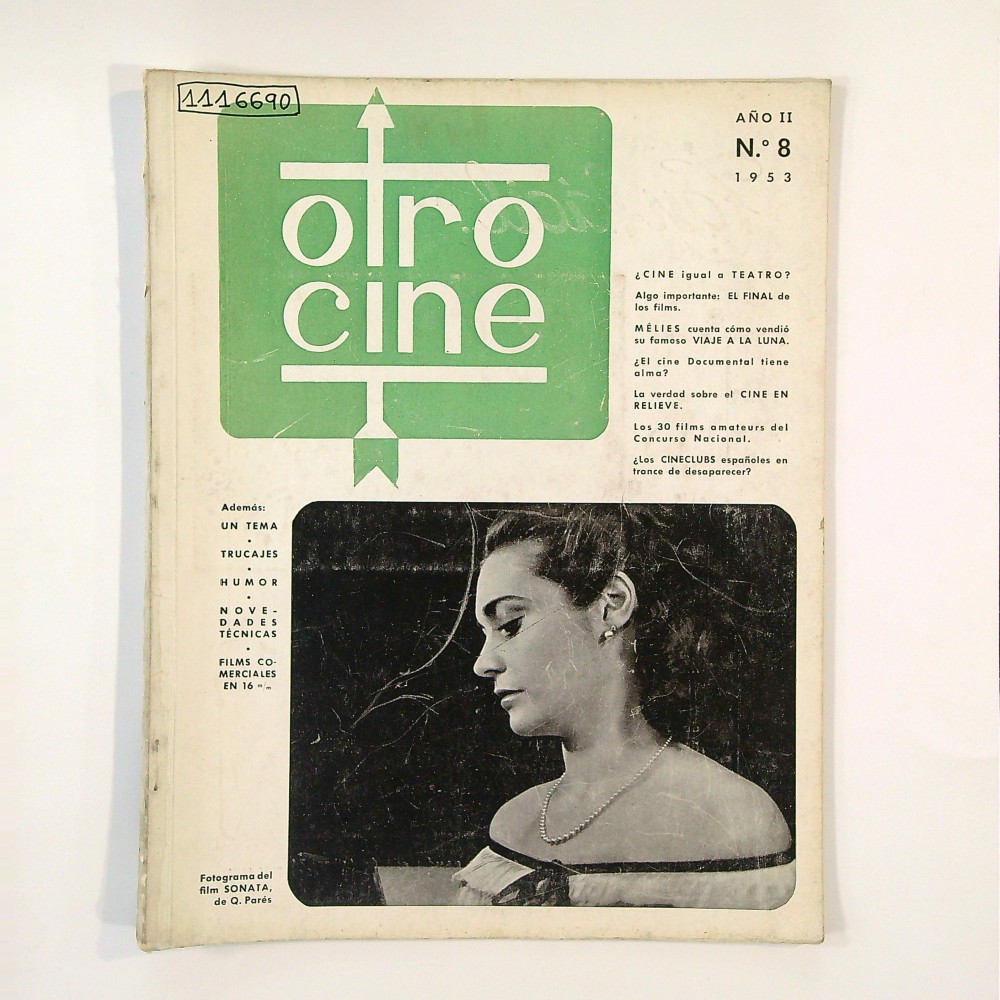 1116690
otro
cine
AÑO II
N.º 8
1953
¿CINE igual a TEATRO?
Algo importante: EL FINAL de
los films.
MÉLIES cuenta cómo vendió
su famoso VIAJE A LA LUNA.
¿El cine Documental tiene
alma?
La verdad sobre el CINE EN
RELIEVE.
Los 30 films amateurs del
Concurso Nacional.
¿Los CINECLUBS españoles en
trance de desaparecer?
Además:
UN TEMA
•
TRUCAJES
•
HUMOR
•
NOVE-
DADES
TÉCNICAS
•
FILMS CO-
MERCIALES
EN 16 m/m
Fotograma del
film SONATA,
de Q. Parés